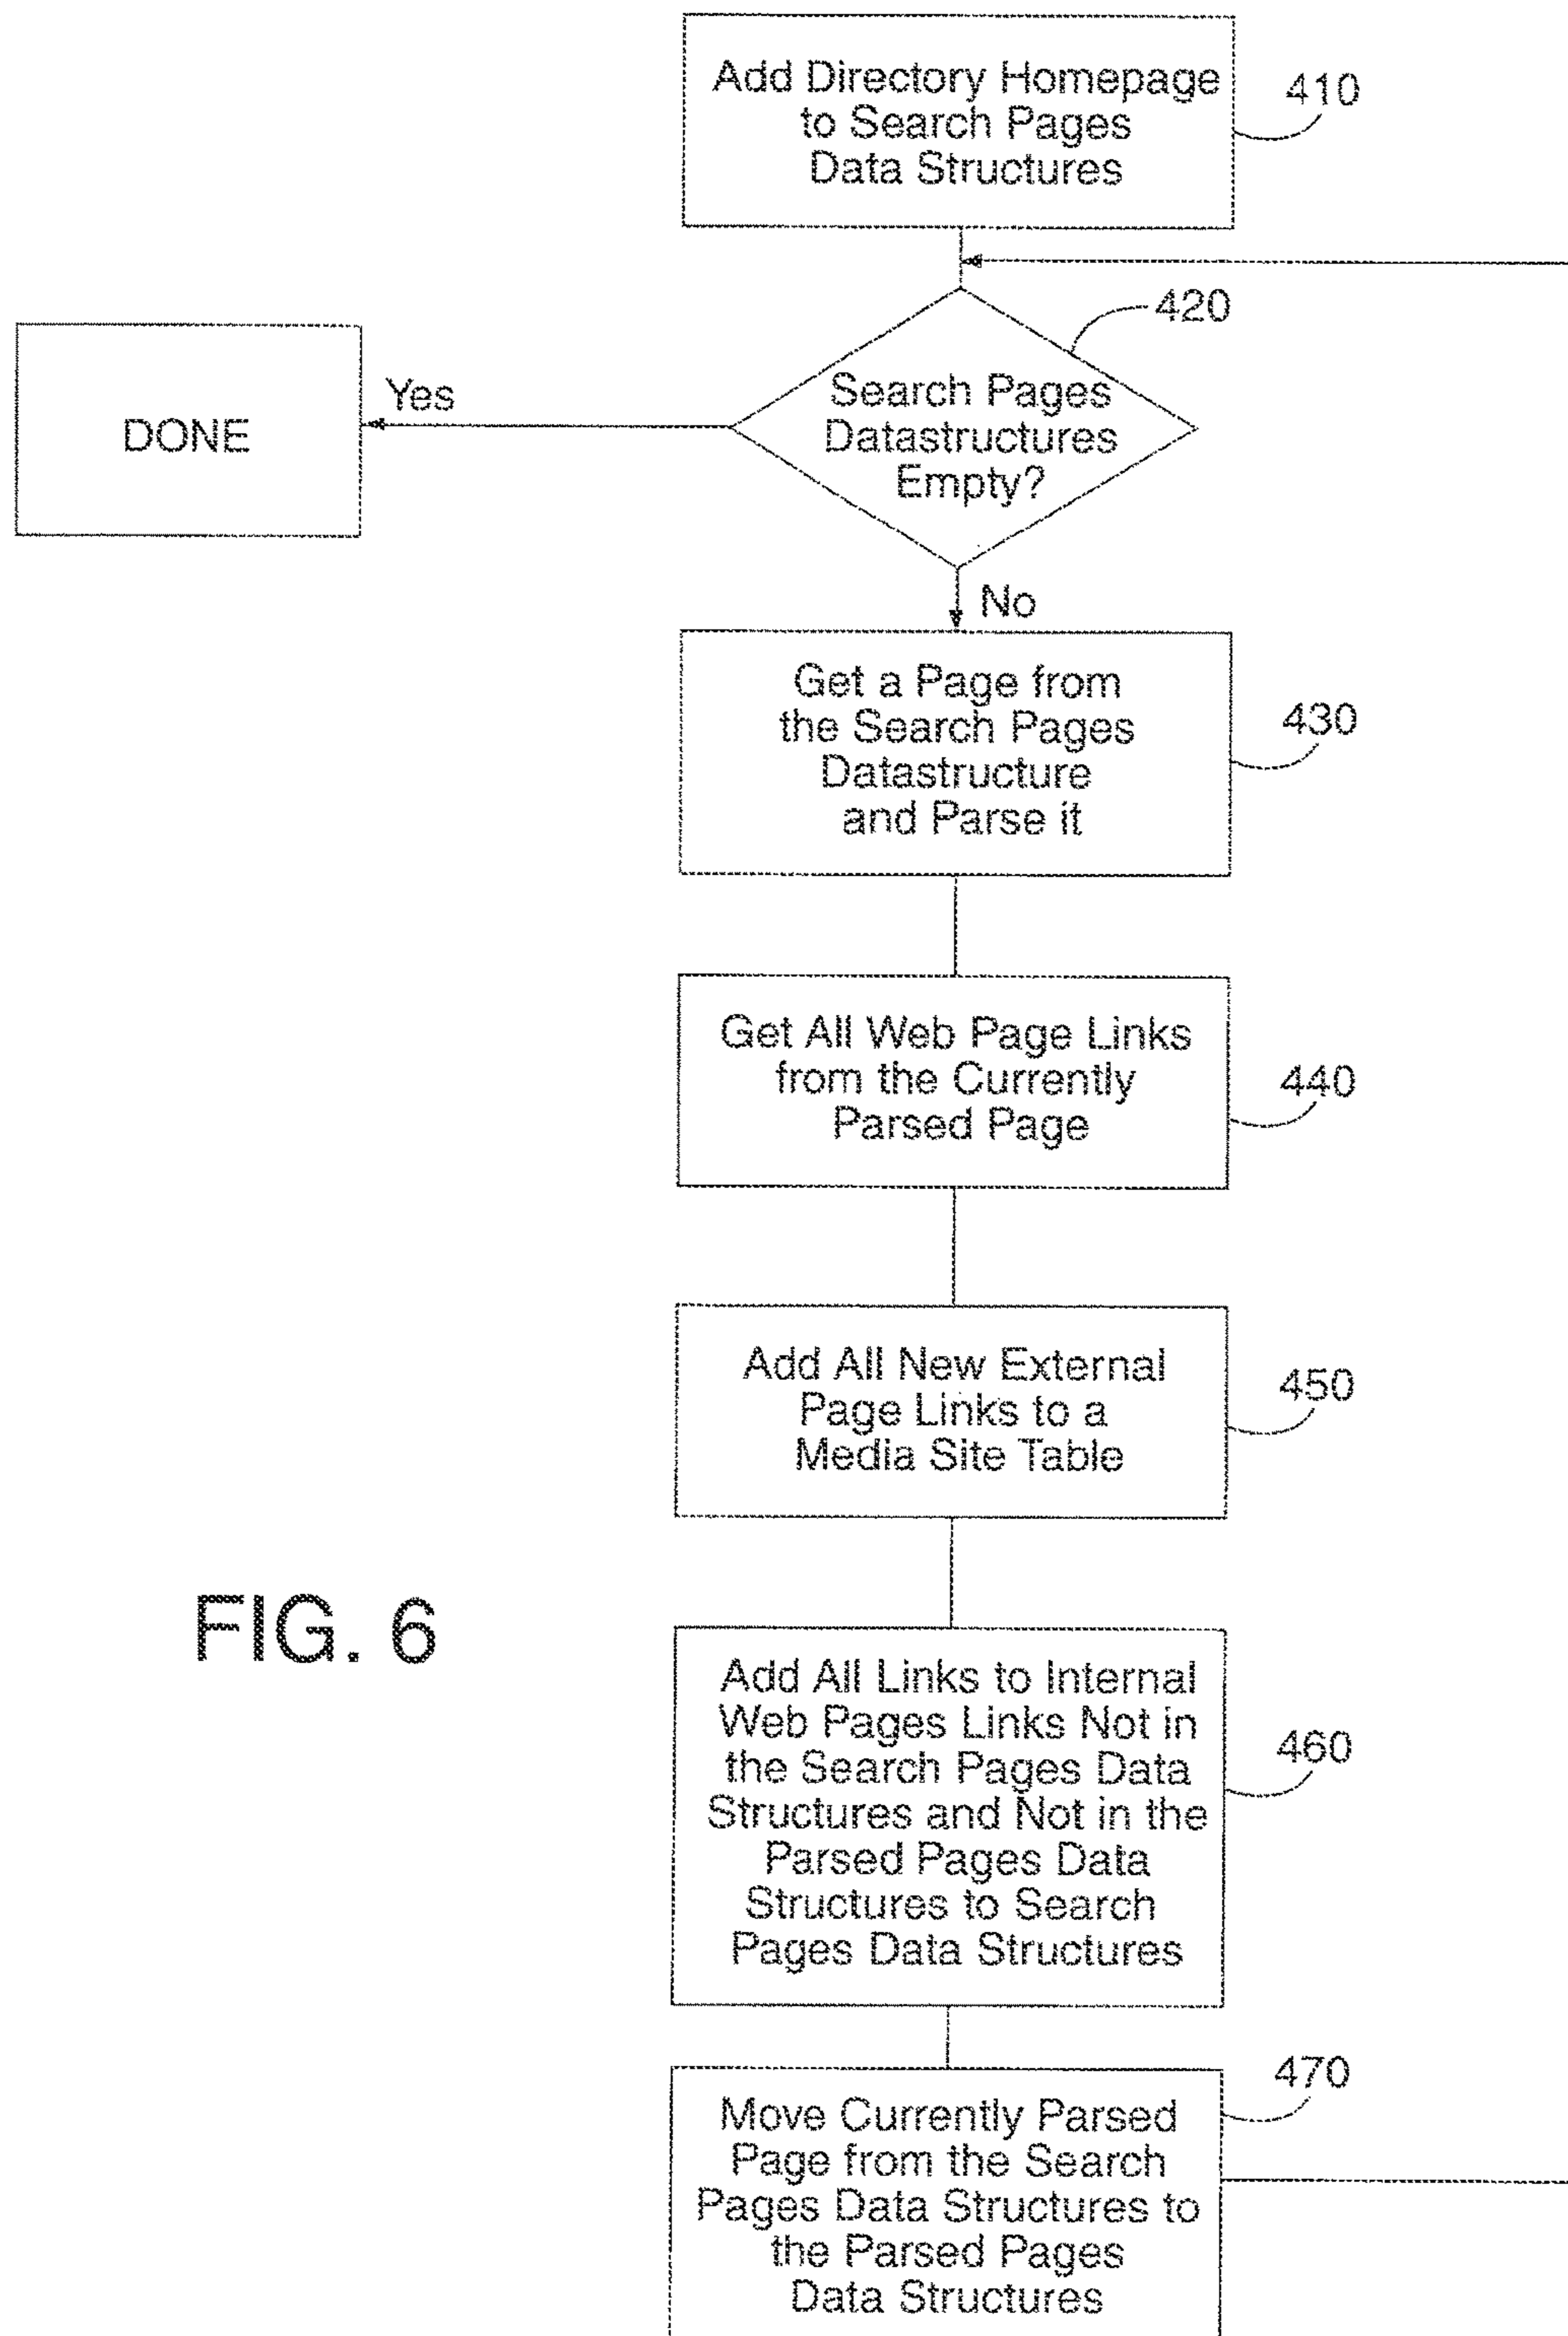 Add Directory Homepage
to Search Pages
Data Structures
410
420
Search Pages
Datastructures
Empty?
Yes
DONE
No
Get a Page from
the Search Pages
Datastructure
and Parse it
430
Get All Web Page Links
from the Currently
Parsed Page
440
Add All New External
Page Links to a
Media Site Table
450
FIG. 6
Add All Links to Internal
Web Pages Links Not in
the Search Pages Data
Structures and Not in the
Parsed Pages Data
Structures to Search
Pages Data Structures
460
Move Currently Parsed
Page from the Search
Pages Data Structures to
the Parsed Pages
Data Structures
470